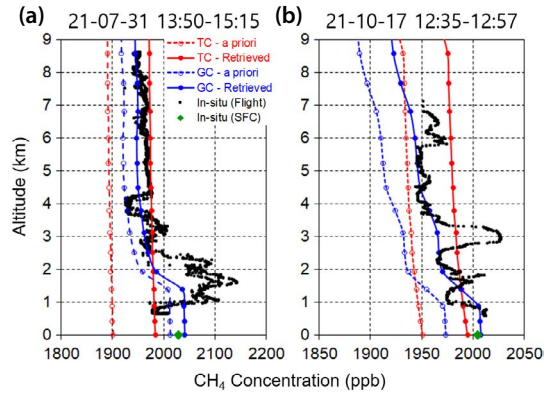 (a) 21-07-31 13:50-15:15
(b) 21-10-17 12:35-12:57
TC - a priori
TC - Retrieved
GC - a priori
GC - Retrieved
In-situ (Flight)
In-situ (SFC)
Altitude (km)
9
8
7
6
5
4
3
2
1
0
1800 1900 2000 2100 2200
9
8
7
6
5
4
3
2
1
0
1850 1900 1950 2000 2050
CH₄ Concentration (ppb)